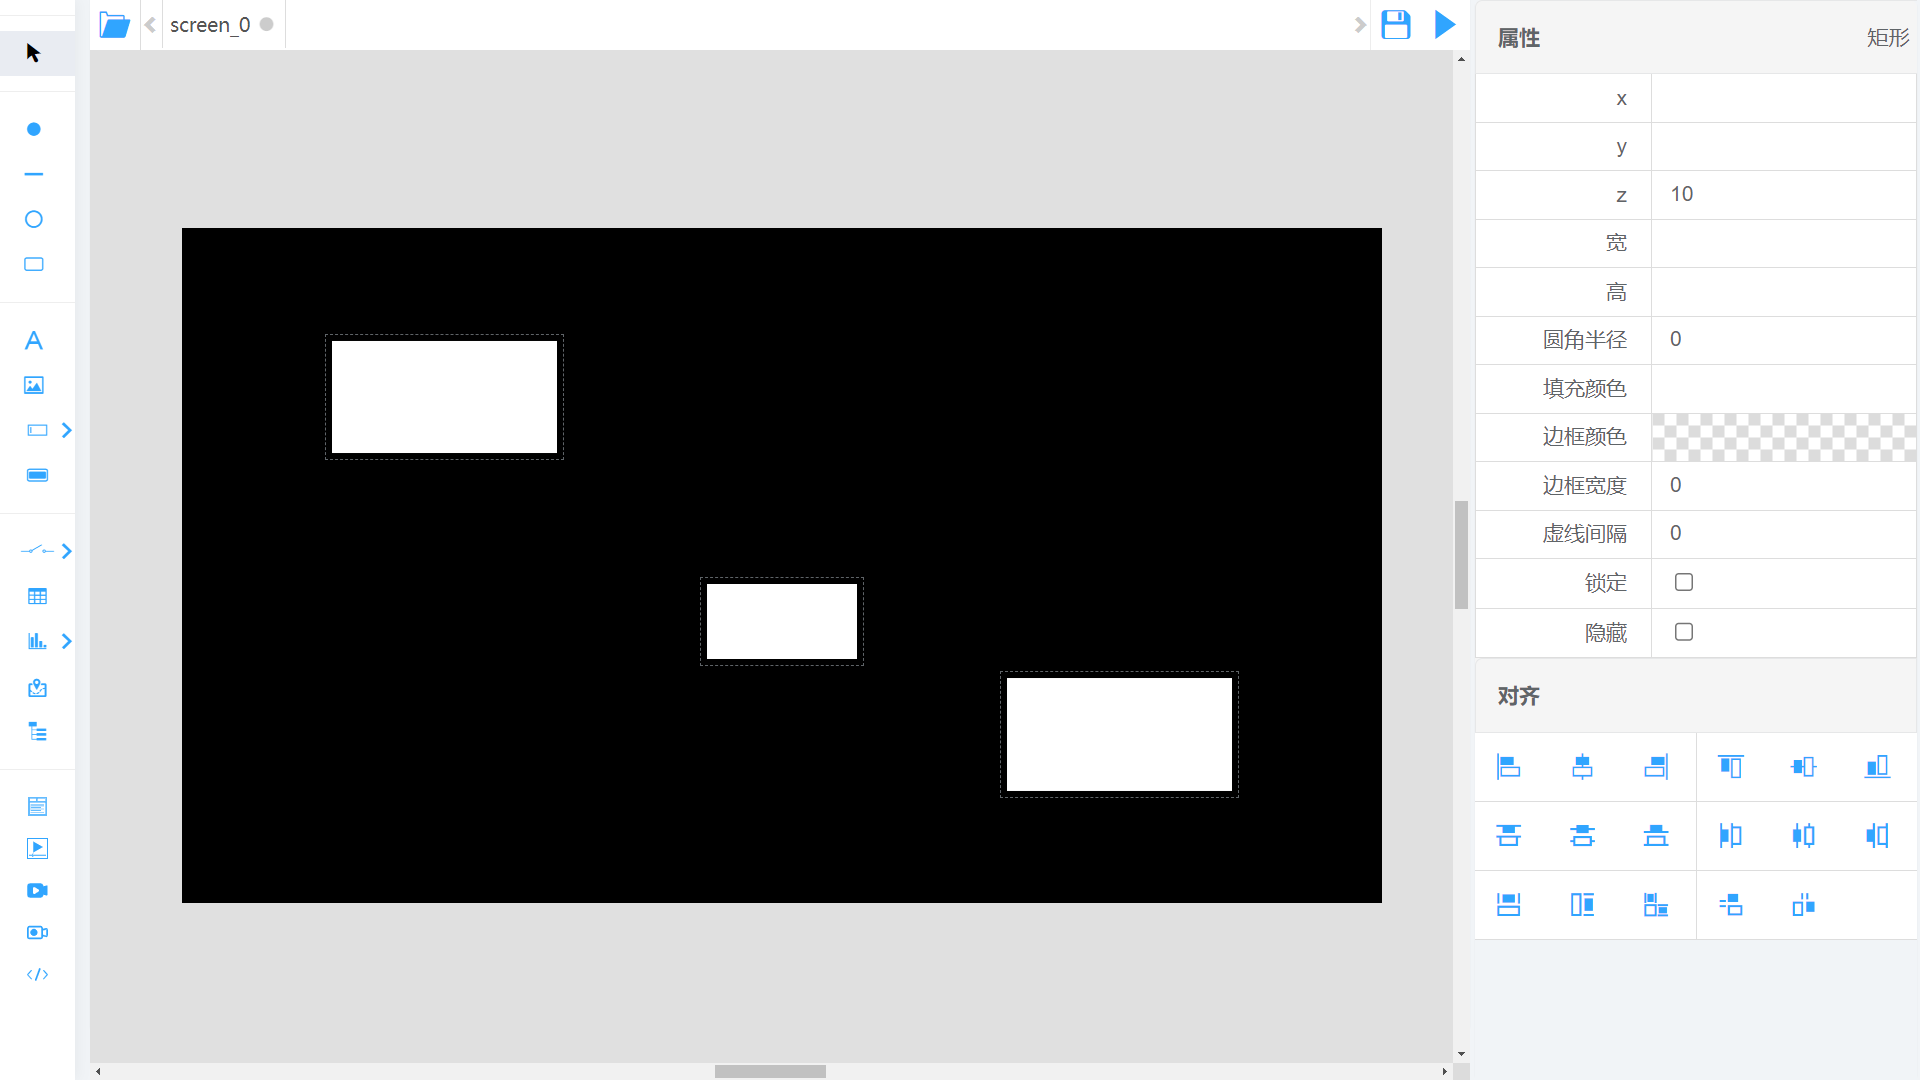 screen_0
属性 矩形
x
y
z 10
宽
高
圆角半径 0
填充颜色
边框颜色
边框宽度 0
虚线间隔 0
锁定
隐藏
对齐